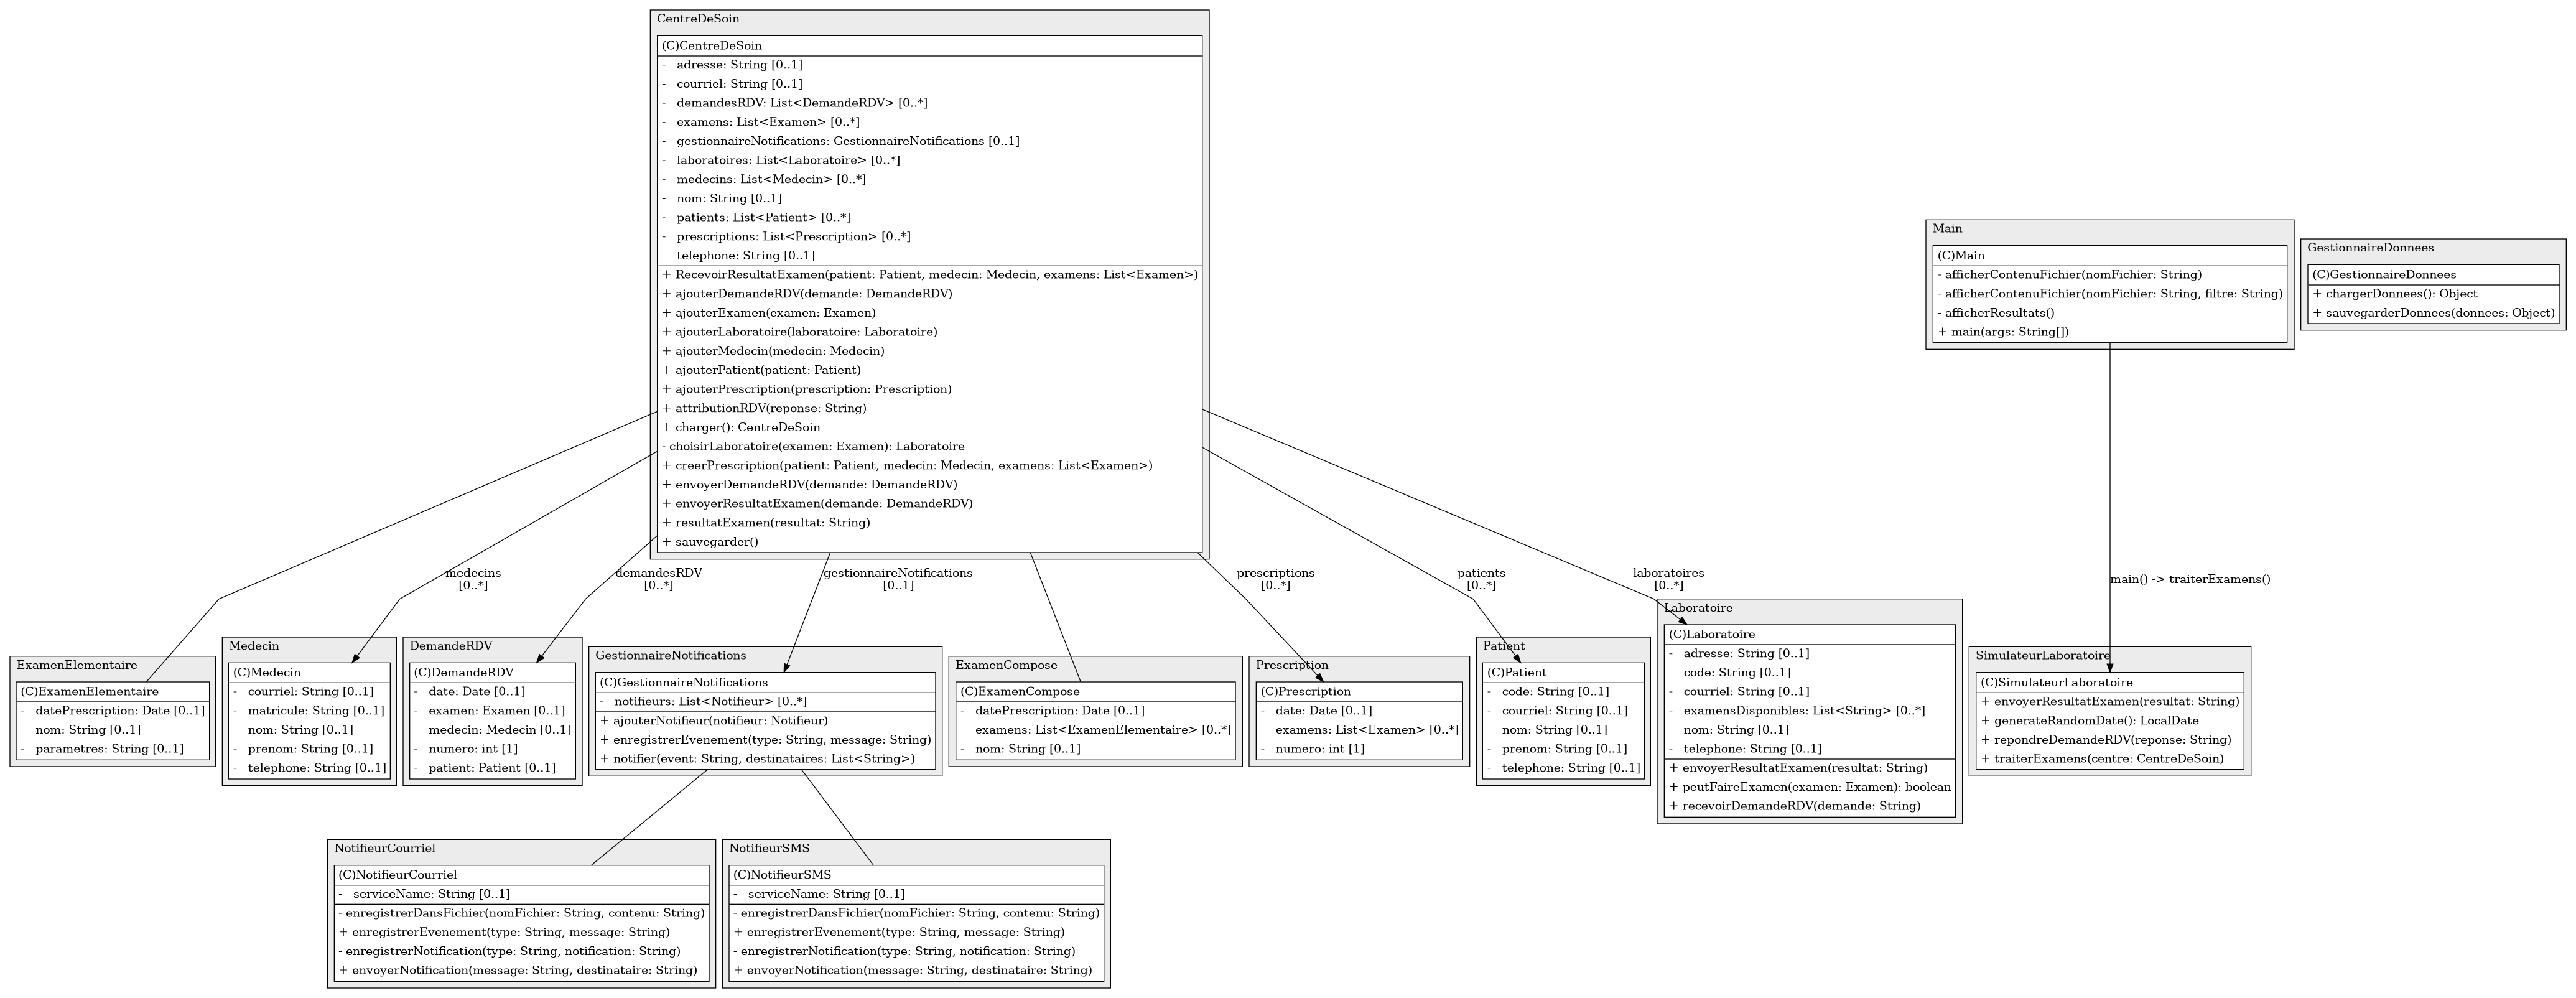 CentreDeSoin
(C)CentreDeSoin
- adresse: String [0..1]
- courriel: String [0..1]
- demandesRDV: List<DemandeRDV> [0..*]
- examens: List<Examen> [0..*]
- gestionnaireNotifications: GestionnaireNotifications [0..1]
- laboratoires: List<Laboratoire> [0..*]
- medecins: List<Medecin> [0..*]
- nom: String [0..1]
- patients: List<Patient> [0..*]
- prescriptions: List<Prescription> [0..*]
- telephone: String [0..1]
+ RecevoirResultatExamen(patient: Patient, medecin: Medecin, examens: List<Examen>)
+ ajouterDemandeRDV(demande: DemandeRDV)
+ ajouterExamen(examen: Examen)
+ ajouterLaboratoire(laboratoire: Laboratoire)
+ ajouterMedecin(medecin: Medecin)
+ ajouterPatient(patient: Patient)
+ ajouterPrescription(prescription: Prescription)
+ attributionRDV(reponse: String)
+ charger(): CentreDeSoin
- choisirLaboratoire(examen: Examen): Laboratoire
+ creerPrescription(patient: Patient, medecin: Medecin, examens: List<Examen>)
+ envoyerDemandeRDV(demande: DemandeRDV)
+ envoyerResultatExamen(demande: DemandeRDV)
+ resultatExamen(resultat: String)
+ sauvegarder()
Main
(C)Main
- afficherContenuFichier(nomFichier: String)
- afficherContenuFichier(nomFichier: String, filtre: String)
- afficherResultats()
+ main(args: String[])
GestionnaireDonnees
(C)GestionnaireDonnees
+ chargerDonnees(): Object
+ sauvegarderDonnees(donnees: Object)
medecins
[0..*]
demandesRDV
[0..*]
gestionnaireNotifications
[0..1]
prescriptions
[0..*]
patients
[0..*]
laboratoires
[0..*]
main() -> traiterExamens()
ExamenElementaire
(C)ExamenElementaire
- datePrescription: Date [0..1]
- nom: String [0..1]
- parametres: String [0..1]
Medecin
(C)Medecin
- courriel: String [0..1]
- matricule: String [0..1]
- nom: String [0..1]
- prenom: String [0..1]
- telephone: String [0..1]
DemandeRDV
(C)DemandeRDV
- date: Date [0..1]
- examen: Examen [0..1]
- medecin: Medecin [0..1]
- numero: int [1]
- patient: Patient [0..1]
GestionnaireNotifications
(C)GestionnaireNotifications
- notifieurs: List<Notifieur> [0..*]
+ ajouterNotifieur(notifieur: Notifieur)
+ enregistrerEvenement(type: String, message: String)
+ notifier(event: String, destinataires: List<String>)
ExamenCompose
(C)ExamenCompose
- datePrescription: Date [0..1]
- examens: List<ExamenElementaire> [0..*]
- nom: String [0..1]
Prescription
(C)Prescription
- date: Date [0..1]
- examens: List<Examen> [0..*]
- numero: int [1]
Patient
(C)Patient
- code: String [0..1]
- courriel: String [0..1]
- nom: String [0..1]
- prenom: String [0..1]
- telephone: String [0..1]
Laboratoire
(C)Laboratoire
- adresse: String [0..1]
- code: String [0..1]
- courriel: String [0..1]
- examensDisponibles: List<String> [0..*]
- nom: String [0..1]
- telephone: String [0..1]
+ envoyerResultatExamen(resultat: String)
+ peutFaireExamen(examen: Examen): boolean
+ recevoirDemandeRDV(demande: String)
SimulateurLaboratoire
(C)SimulateurLaboratoire
+ envoyerResultatExamen(resultat: String)
+ generateRandomDate(): LocalDate
+ repondreDemandeRDV(reponse: String)
+ traiterExamens(centre: CentreDeSoin)
NotifieurCourriel
(C)NotifieurCourriel
- serviceName: String [0..1]
- enregistrerDansFichier(nomFichier: String, contenu: String)
+ enregistrerEvenement(type: String, message: String)
- enregistrerNotification(type: String, notification: String)
+ envoyerNotification(message: String, destinataire: String)
NotifieurSMS
(C)NotifieurSMS
- serviceName: String [0..1]
- enregistrerDansFichier(nomFichier: String, contenu: String)
+ enregistrerEvenement(type: String, message: String)
- enregistrerNotification(type: String, notification: String)
+ envoyerNotification(message: String, destinataire: String)